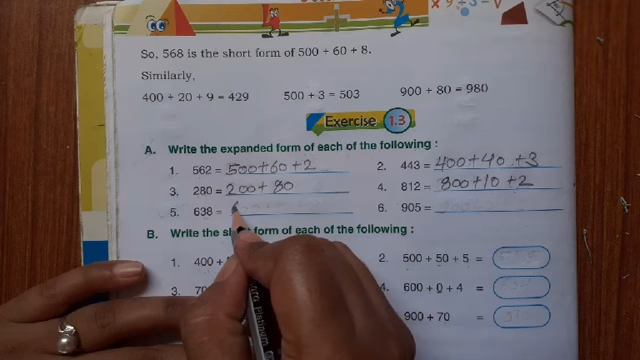 So, 568 is the short form of 500 + 60 + 8.
Similarly,
400 + 20 + 9 = 429 500 + 3 = 503 900 + 80 = 980
Exercise 1.3
A. Write the expanded form of each of the following :
1. 562 = 500+60+2 2. 443 = 400+40 +3
3. 280 = 200+80 4. 812 = 800+10+2
5. 638 = 6. 905 =
B. Write the short form of each of the following :
1. 400 + 2. 500 + 50 + 5 =
3. 4. 600 + 0 + 4 =
900 + 70 =